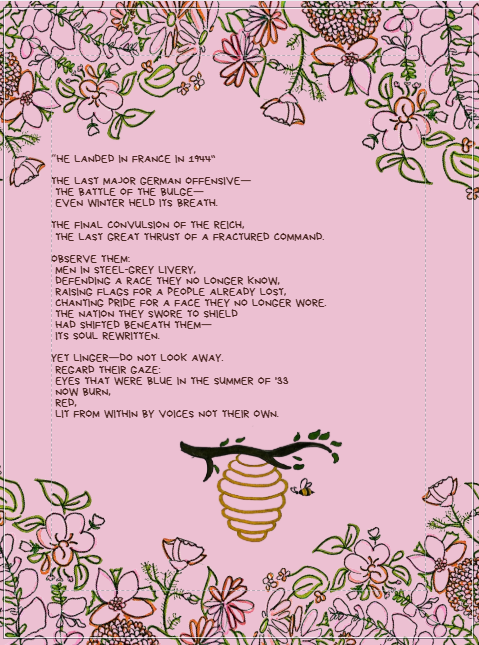 "HE LANDED IN FRANCE IN 1944"
THE LAST MAJOR GERMAN OFFENSIVE—
THE BATTLE OF THE BULGE—
EVEN WINTER HELD ITS BREATH.
THE FINAL CONVULSION OF THE REICH,
THE LAST GREAT THRUST OF A FRACTURED COMMAND.
OBSERVE THEM:
MEN IN STEEL-GREY LIVERY,
DEFENDING A RACE THEY NO LONGER KNOW,
RAISING FLAGS FOR A PEOPLE ALREADY LOST,
CHANTING PRIDE FOR A FACE THEY NO LONGER WORE.
THE NATION THEY SWORE TO SHIELD
HAD SHIFTED BENEATH THEM—
ITS SOUL REWRITTEN.
YET LINGER—DO NOT LOOK AWAY.
REGARD THEIR GAZE:
EYES THAT WERE BLUE IN THE SUMMER OF '33
NOW BURN,
RED,
LIT FROM WITHIN BY VOICES NOT THEIR OWN.